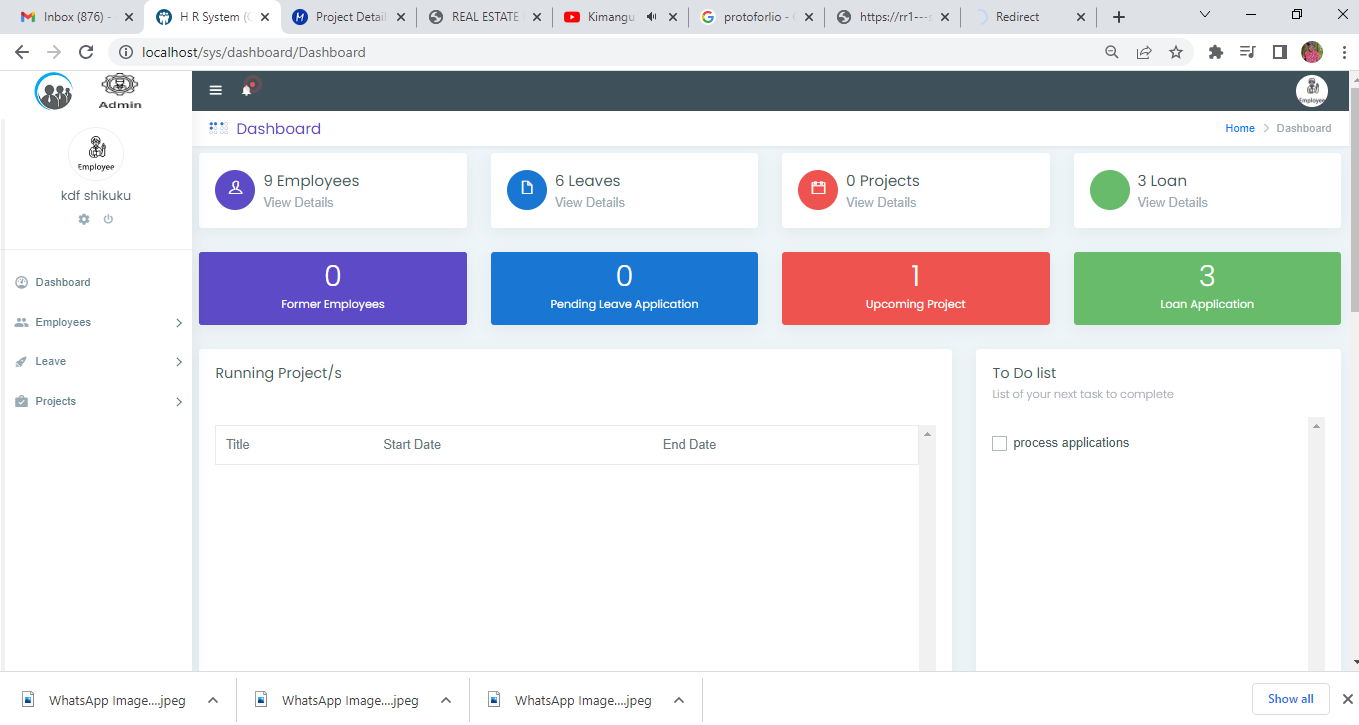 Inbox (876) -
H R System (
Project Detail
REAL ESTATE
Kimangu
protoforlio -
https://rr1---s
Redirect
localhost/sys/dashboard/Dashboard
Admin
Employee
Employee
kdf shikuku
Dashboard
Employees
Leave
Projects
Dashboard
Home
Dashboard
9 Employees
View Details
6 Leaves
View Details
0 Projects
View Details
3 Loan
View Details
0
Former Employees
0
Pending Leave Application
1
Upcoming Project
3
Loan Application
Running Project/s
Title
Start Date
End Date
To Do list
List of your next task to complete
process applications
WhatsApp Image....jpeg
WhatsApp Image....jpeg
WhatsApp Image....jpeg
Show all